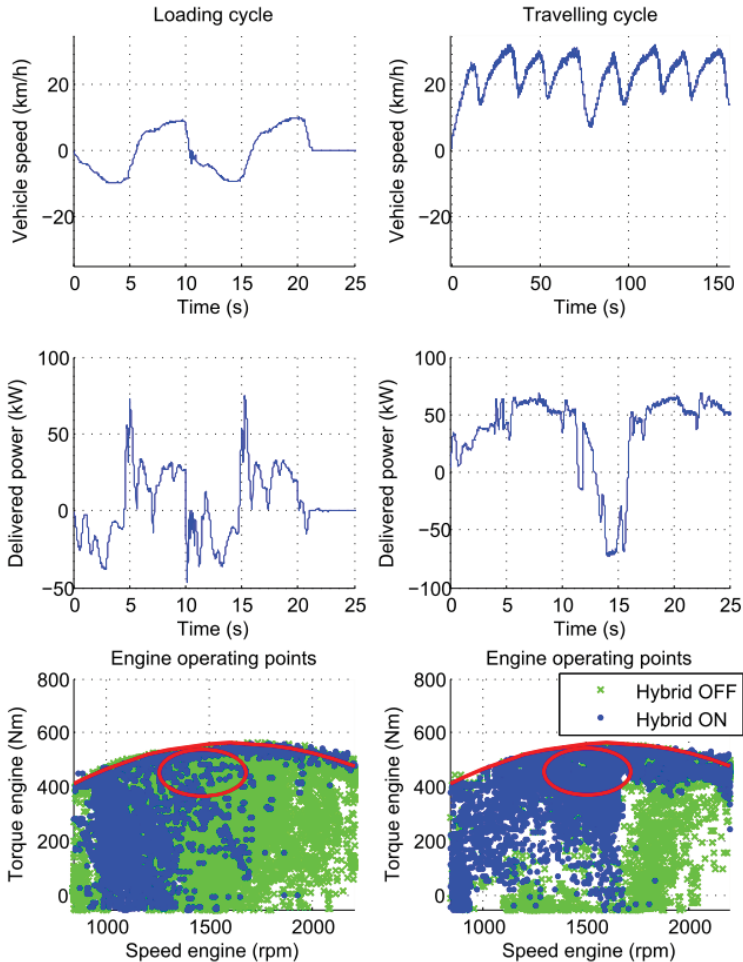 Loading cycle
Travelling cycle
Vehicle speed (km/h)
20
0
−20
0 5 10 15 20 25
Time (s)
Vehicle speed (km/h)
20
0
−20
0 50 100 150
Time (s)
Delivered power (kW)
100
50
0
−50
0 5 10 15 20 25
Time (s)
Delivered power (kW)
100
50
0
−50
−100
0 5 10 15 20 25
Time (s)
Engine operating points
Torque engine (Nm)
800
600
400
200
0
1000 1500 2000
Speed engine (rpm)
Engine operating points
Hybrid OFF
Hybrid ON
Torque engine (Nm)
800
600
400
200
0
1000 1500 2000
Speed engine (rpm)